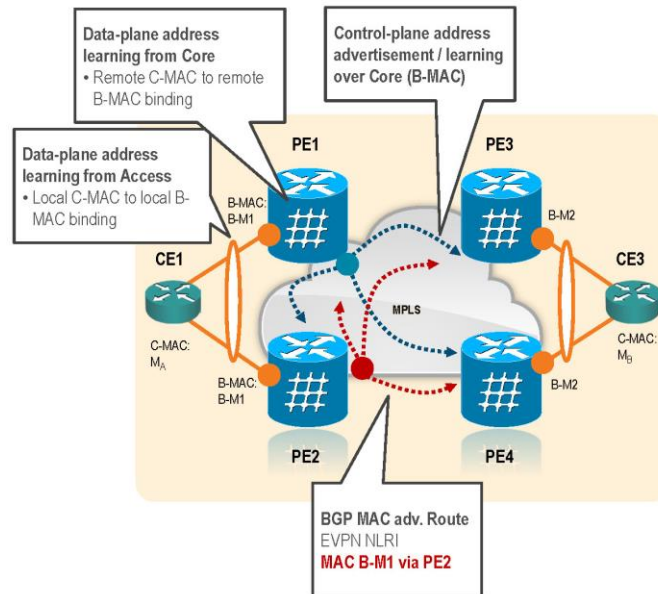 Data-plane address
learning from Core
• Remote C-MAC to remote
B-MAC binding
Control-plane address
advertisement / learning
over Core (B-MAC)
Data-plane address
learning from Access
• Local C-MAC to local B-
MAC binding
PE1
PE3
B-MAC:
B-M1
B-M2
CE1
CE3
MPLS
C-MAC:
MA
C-MAC:
MB
B-MAC:
B-M1
B-M2
PE2
PE4
BGP MAC adv. Route
EVPN NLRI
MAC B-M1 via PE2